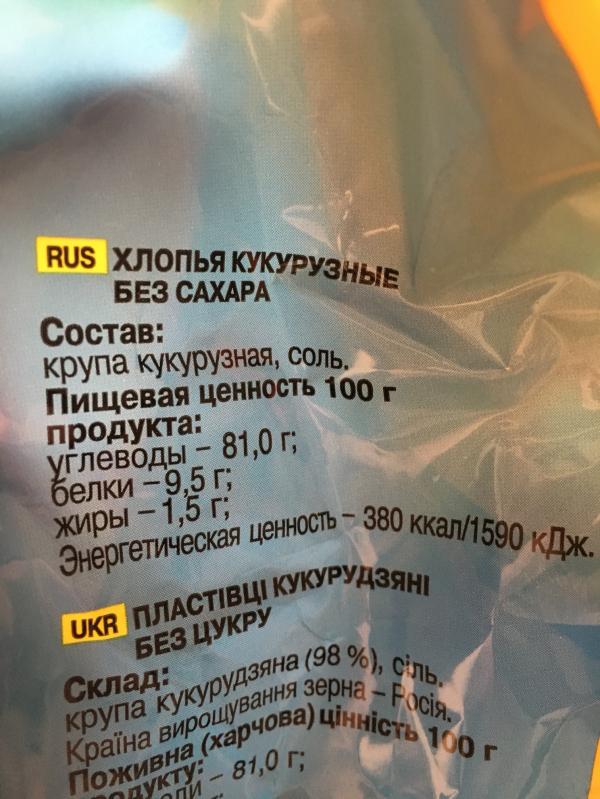 RUS ХЛОПЬЯ КУКУРУЗНЫЕ
БЕЗ САХАРА
Состав:
крупа кукурузная, соль.
Пищевая ценность 100 г
продукта:
углеводы – 81,0 г;
белки – 9,5 г;
жиры – 1,5 г;
Энергетическая ценность – 380 ккал/1590 кДж.
UKR ПЛАСТІВЦІ КУКУРУДЗЯНІ
БЕЗ ЦУКРУ
Склад:
крупа кукурудзяна (98 %), сіль.
Країна вирощування зерна – Росія.
Поживна (харчова) цінність 100 г
продукту:
– 81,0 г;